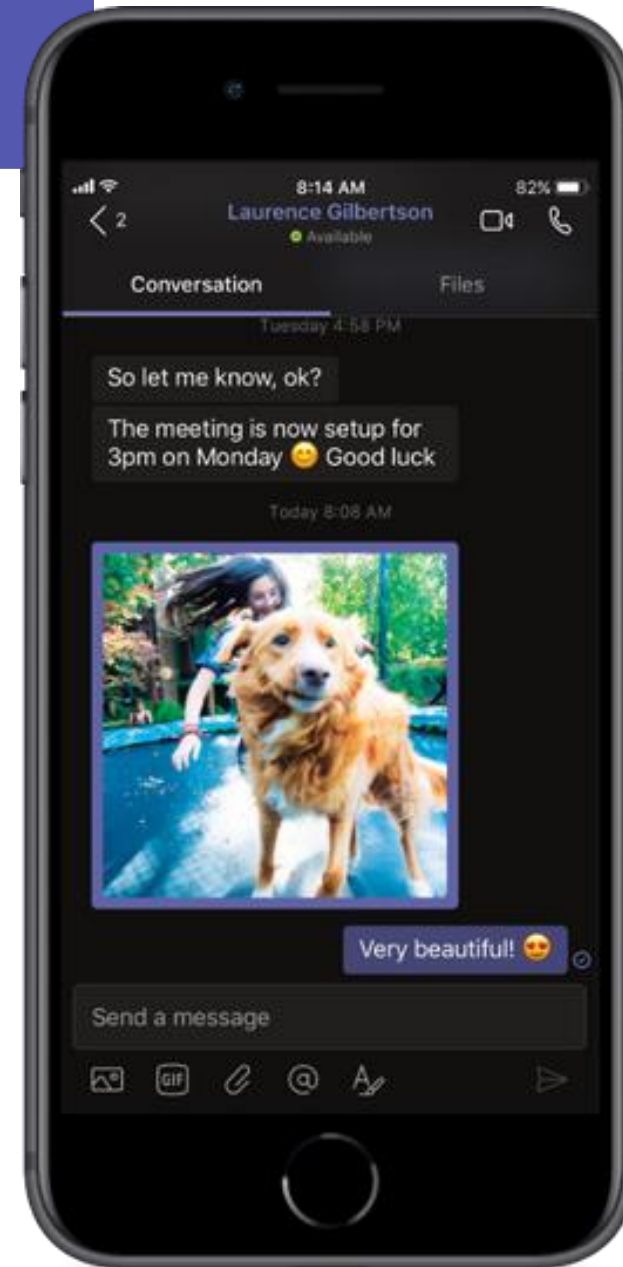 8:14 AM
82%
2
Laurence Gilbertson
Available
Conversation
Files
Tuesday 4:58 PM
So let me know, ok?
The meeting is now setup for
3pm on Monday 😊 Good luck
Today 8:08 AM
Very beautiful! 😍
Send a message
GIF
@